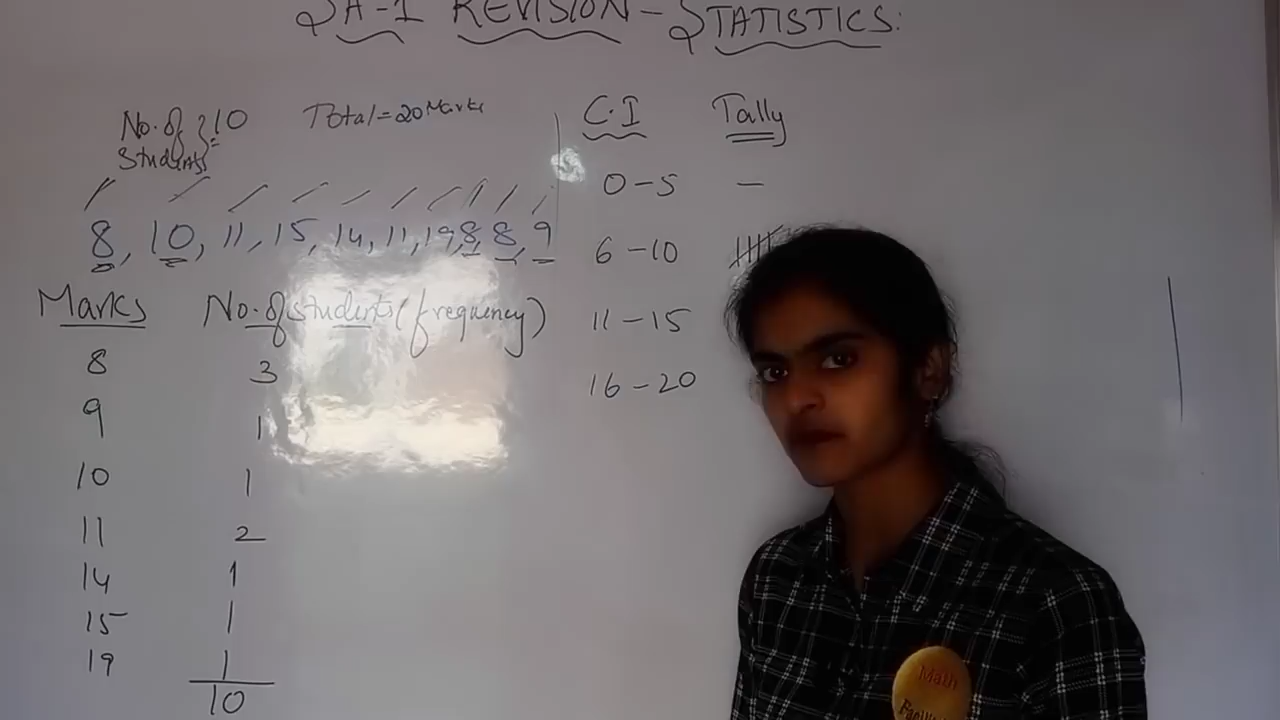 SA-1 REVISION - STATISTICS:
No. of Students } = 10
Total = 20 Marks
8, 10, 11, 15, 14, 11, 19, 8, 8, 9
Marks No. of students (frequency)
8 3
9 1
10 1
11 2
14 1
15 1
19 1
10
C.I Tally
0-5 -
6-10
11-15
16-20
Math